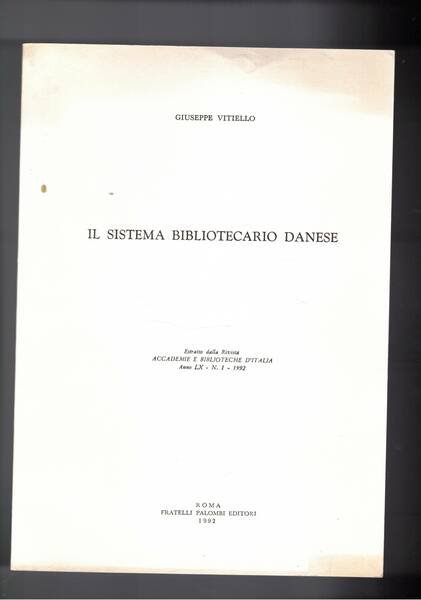 GIUSEPPE VITIELLO
IL SISTEMA BIBLIOTECARIO DANESE
Estratto dalla Rivista
ACCADEMIE E BIBLIOTECHE D'ITALIA
Anno LX - N. 1 - 1992
ROMA
FRATELLI PALOMBI EDITORI
1992